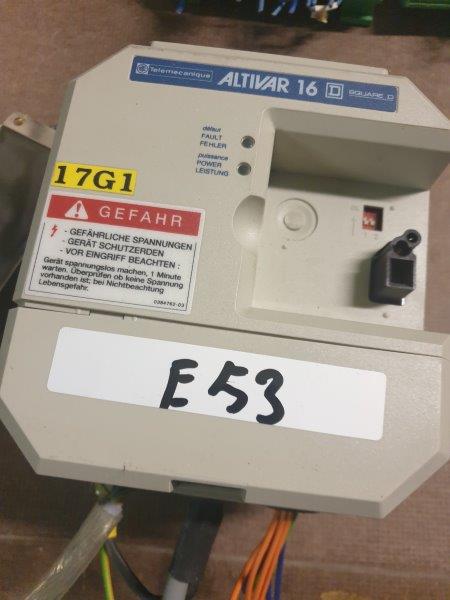 Telemecanique ALTIVAR 16 SQUARE D
défaut
FAULT
FEHLER
puissance
POWER
LEISTUNG
17G1
GEFAHR
- GEFÄHRLICHE SPANNUNGEN
- GERÄT SCHUTZERDEN
- VOR EINGRIFF BEACHTEN :
Gerät spannungslos machen, 1 Minute
warten. Überprüfen ob keine Spannung
vorhanden ist; bei Nichtbeachtung
Lebensgefahr.
E53